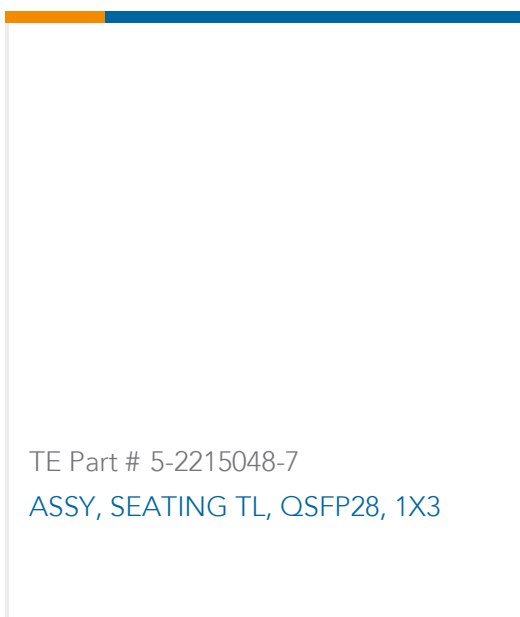 TE Part # 5-2215048-7
ASSY, SEATING TL, QSFP28, 1X3